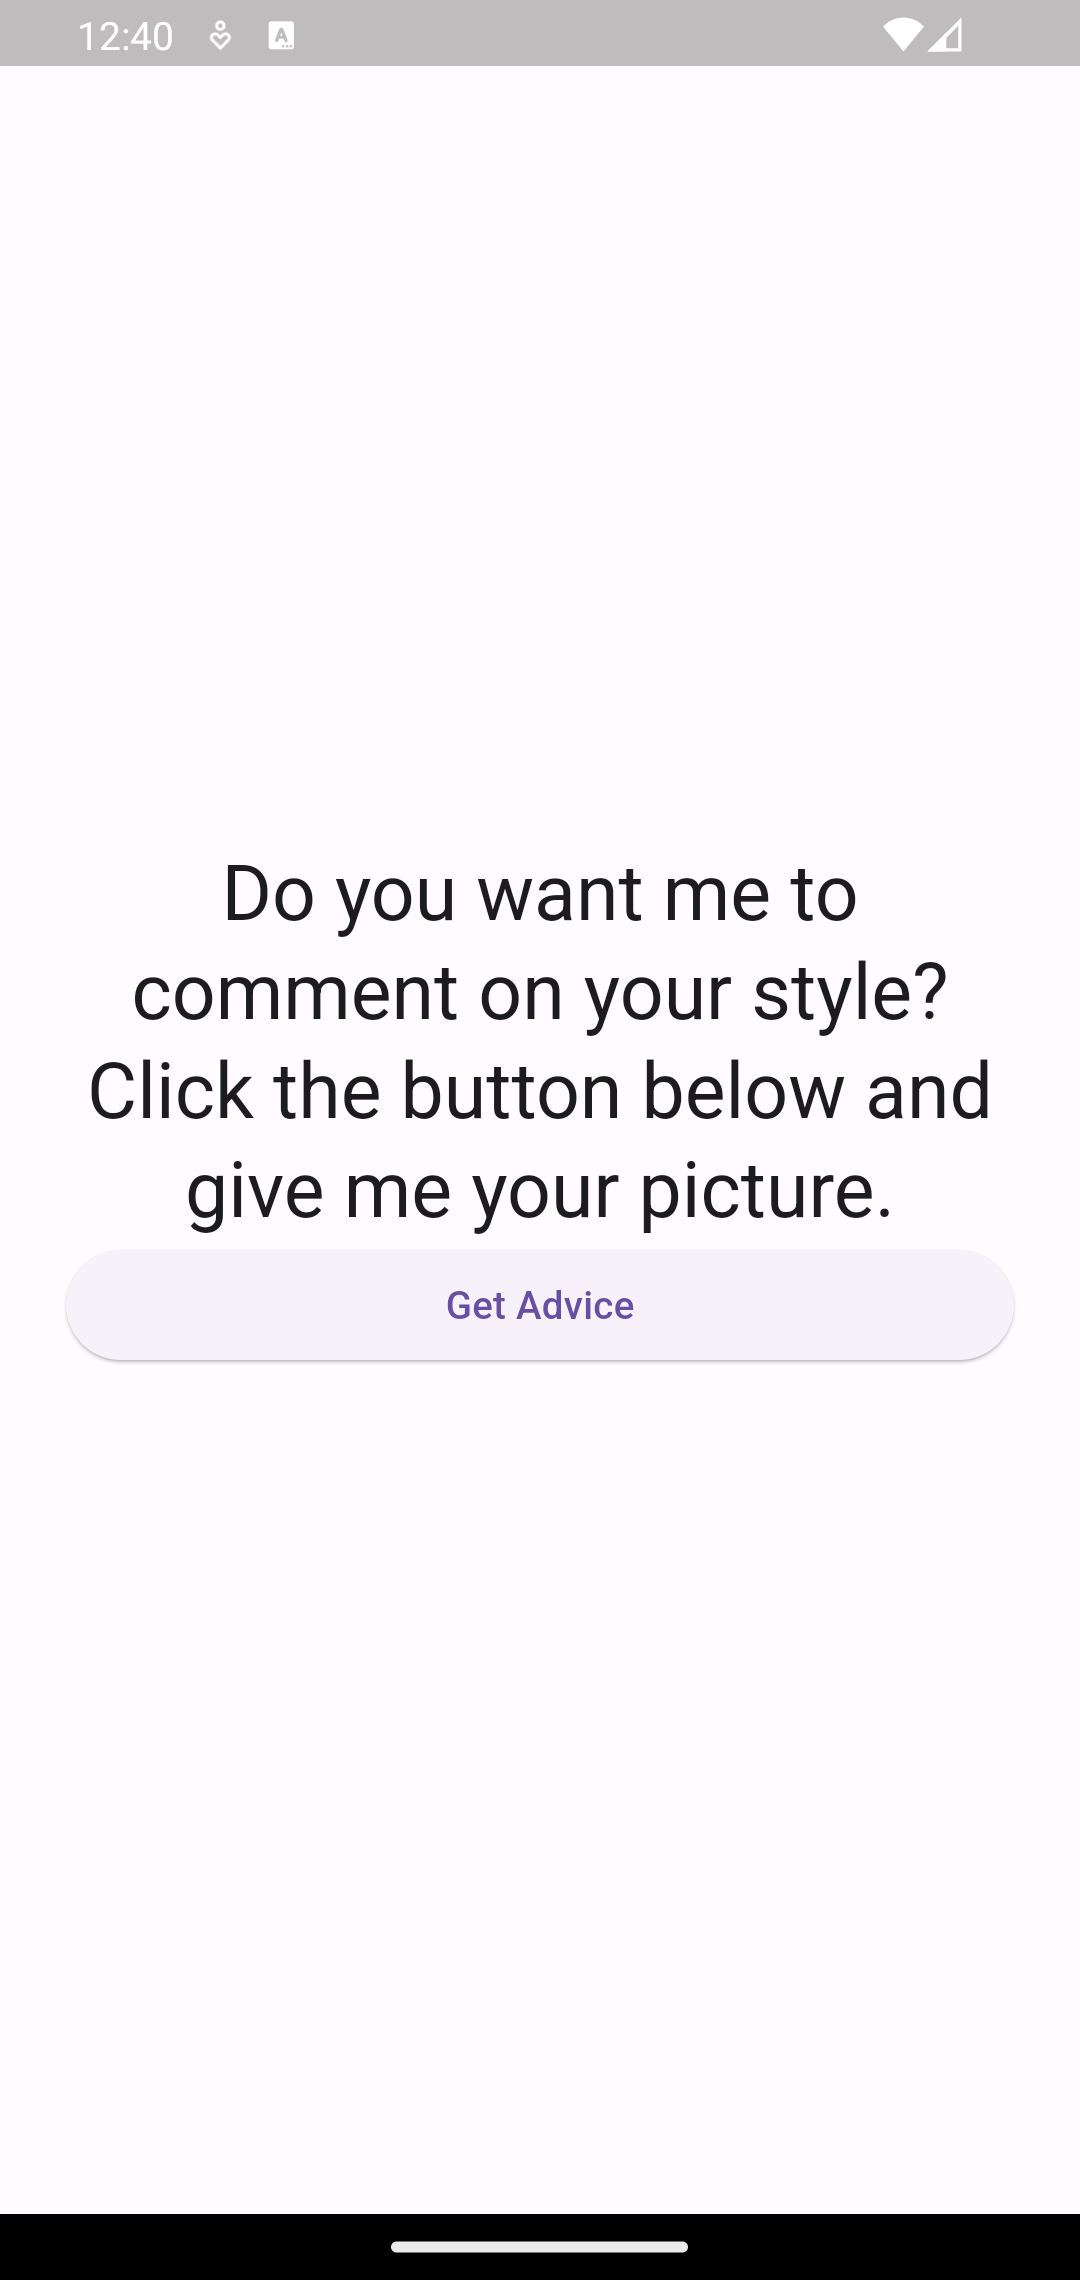 12:40
Do you want me to
comment on your style?
Click the button below and
give me your picture.
Get Advice